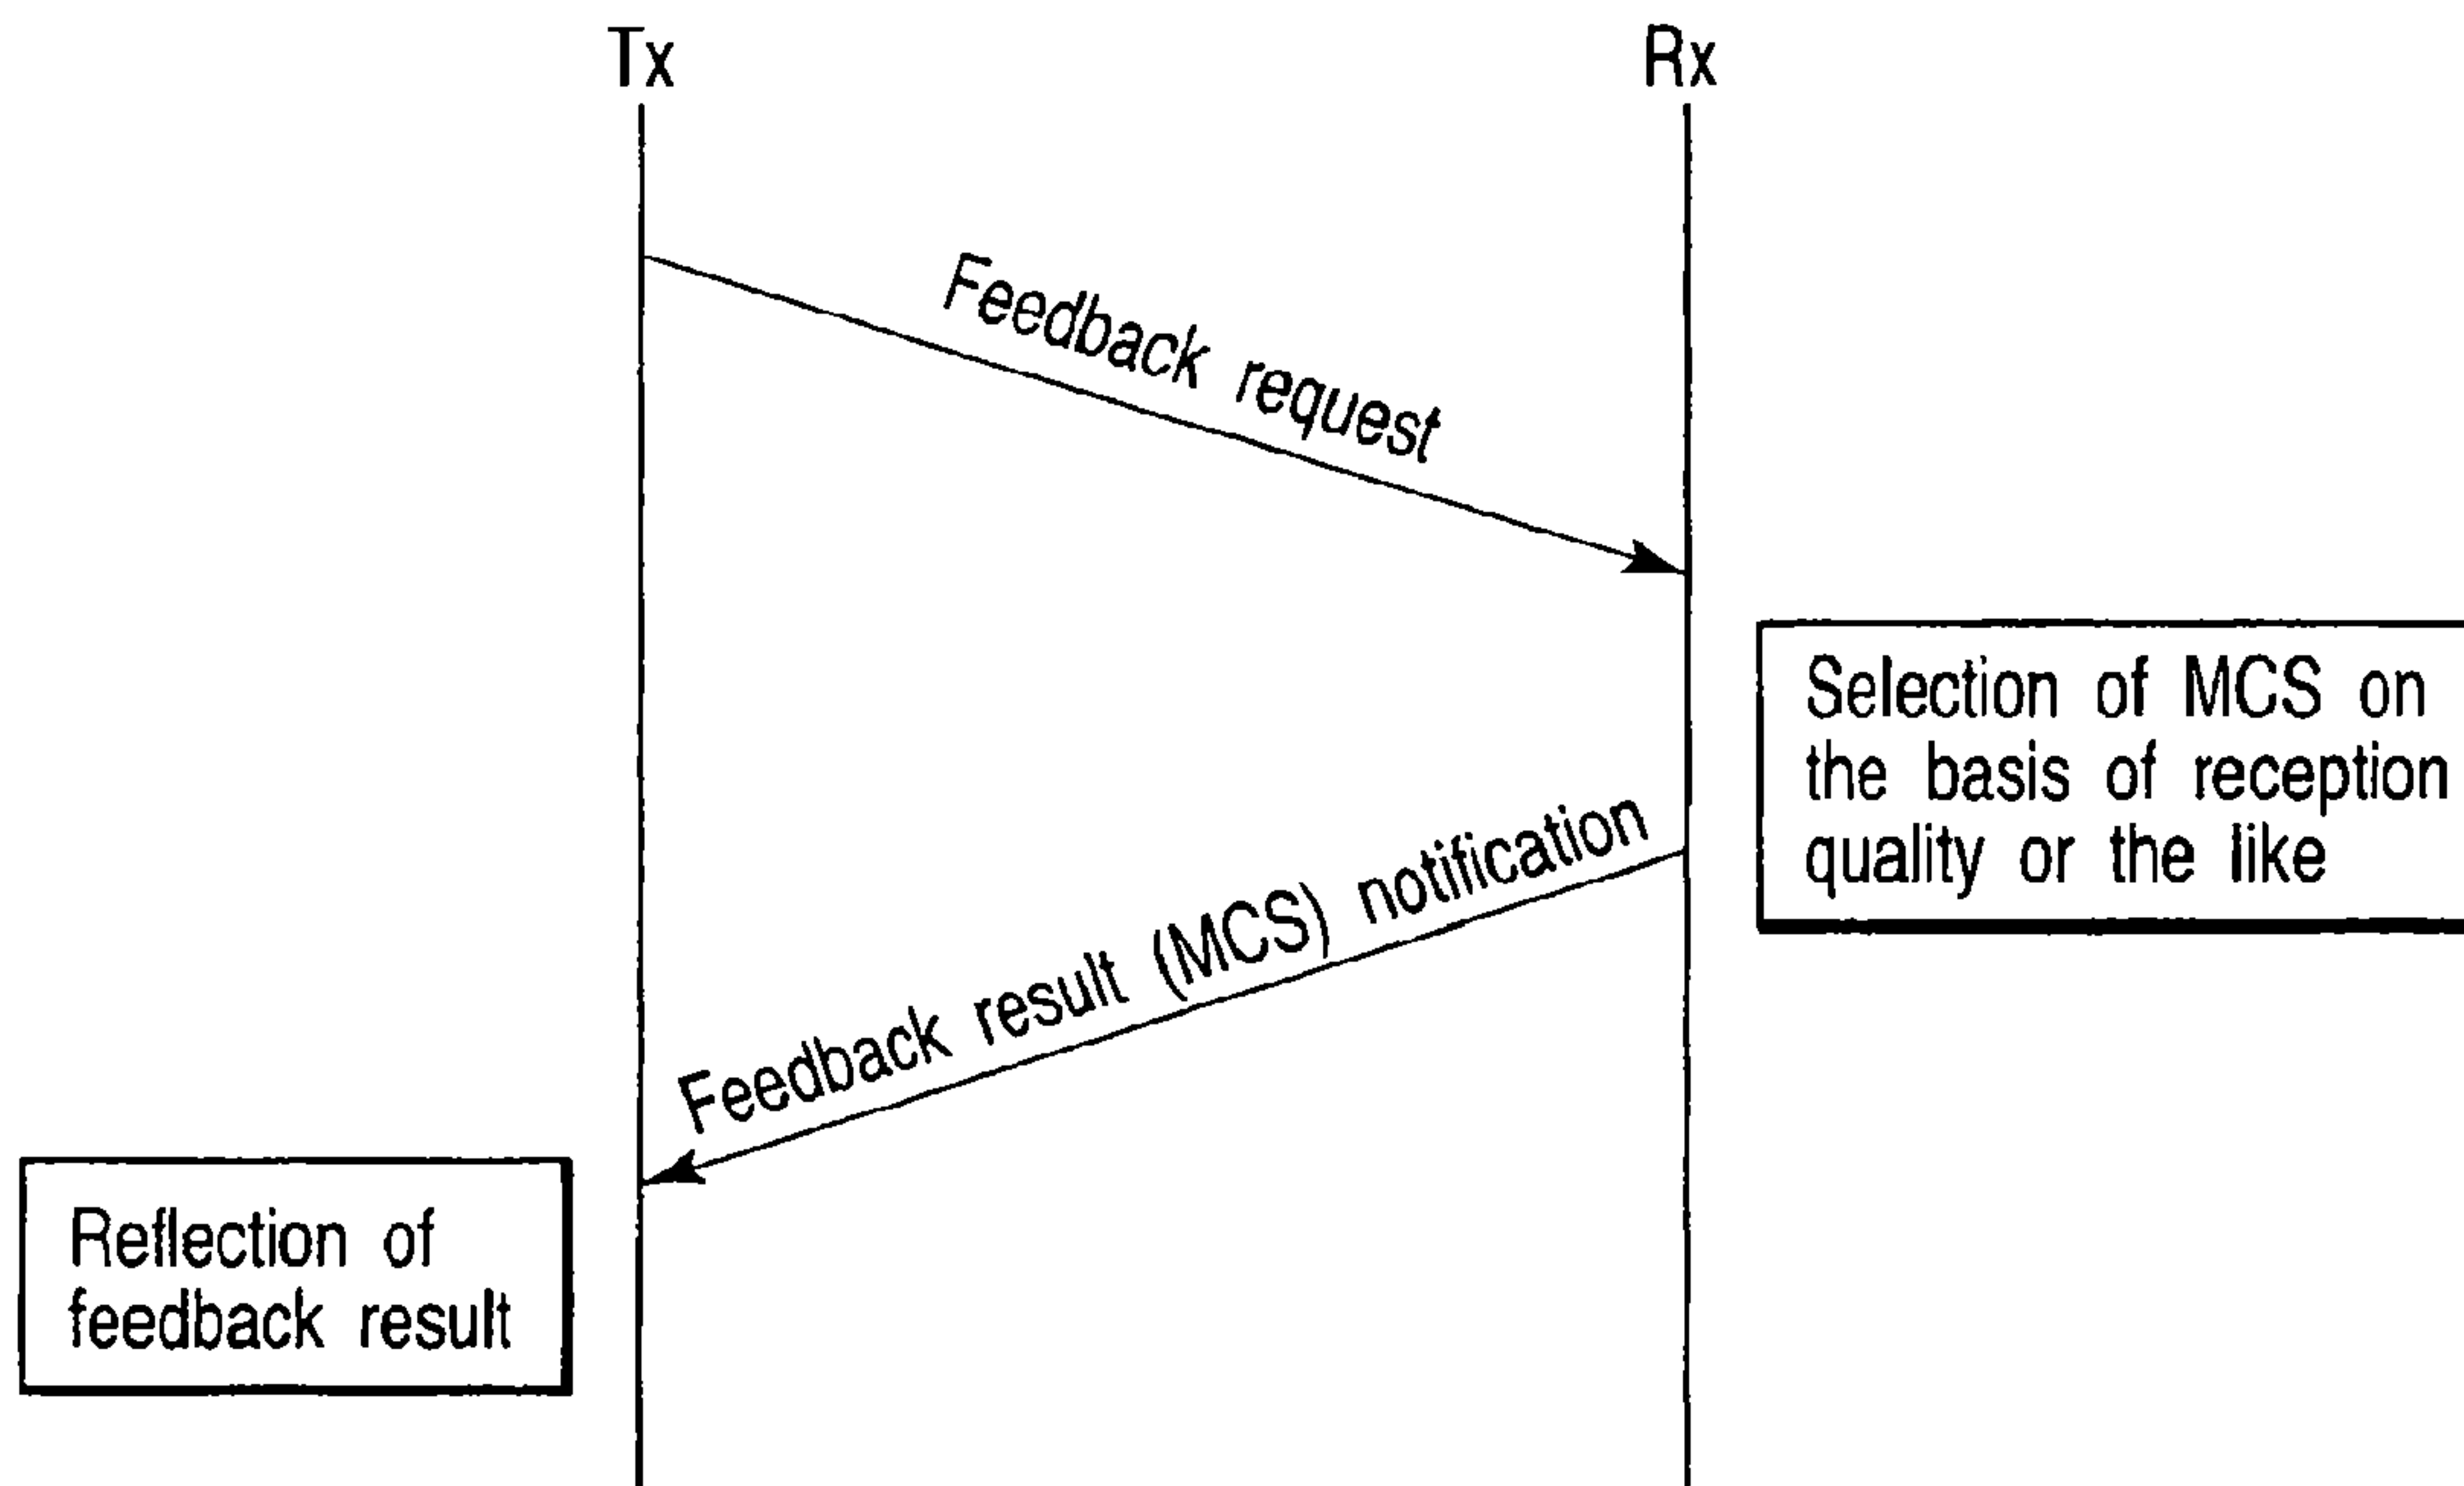 Tx
Rx
Feedback request
Selection of MCS on
the basis of reception
quality or the like
Feedback result (MCS) notification
Reflection of
feedback result